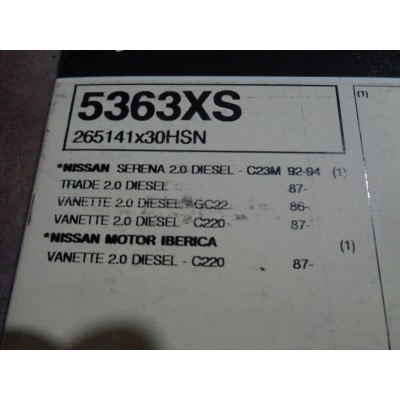 5363XS
265141x30HSN
(1)
*NISSAN SERENA 2.0 DIESEL - C23M 92-94 (1)
TRADE 2.0 DIESEL 87-
VANETTE 2.0 DIESEL - GC22 86-
VANETTE 2.0 DIESEL - C220 87-
*NISSAN MOTOR IBERICA (1)
VANETTE 2.0 DIESEL - C220 87-